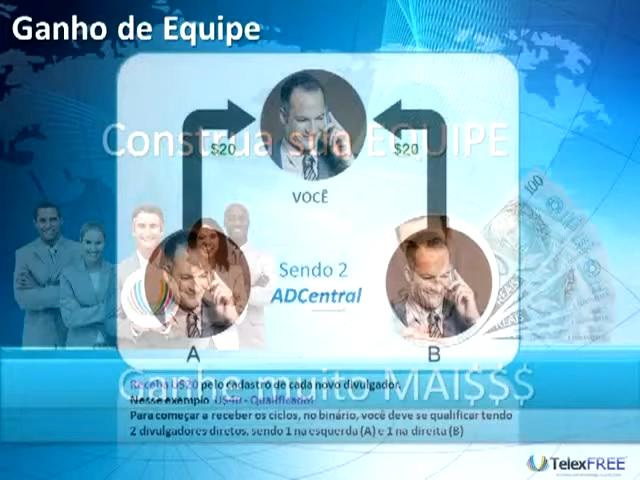 Ganho de Equipe
Construa sua EQUIPE
$20 $20
VOCÊ
Sendo 2
ADCentral
A B
Ganhe muito MAI$$$
Receba U$20 pelo cadastro de cada novo divulgador.
Nesse exemplo U$40 - Qualificado!
Para começar a receber os ciclos, no binário, você deve se qualificar tendo
2 divulgadores diretos, sendo 1 na esquerda (A) e 1 na direita (B)
TelexFREE